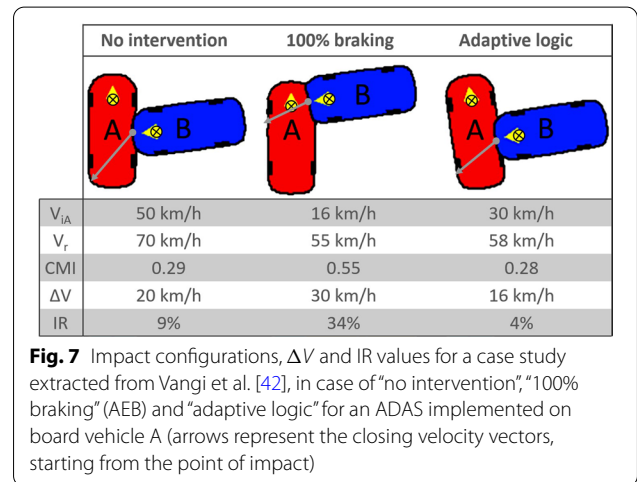 No intervention 100% braking Adaptive logic
A B A B A B
V_iA 50 km/h 16 km/h 30 km/h
V_r 70 km/h 55 km/h 58 km/h
CMI 0.29 0.55 0.28
ΔV 20 km/h 30 km/h 16 km/h
IR 9% 34% 4%
Fig. 7 Impact configurations, ΔV and IR values for a case study
extracted from Vangi et al. [42], in case of “no intervention”, “100%
braking” (AEB) and “adaptive logic” for an ADAS implemented on
board vehicle A (arrows represent the closing velocity vectors,
starting from the point of impact)